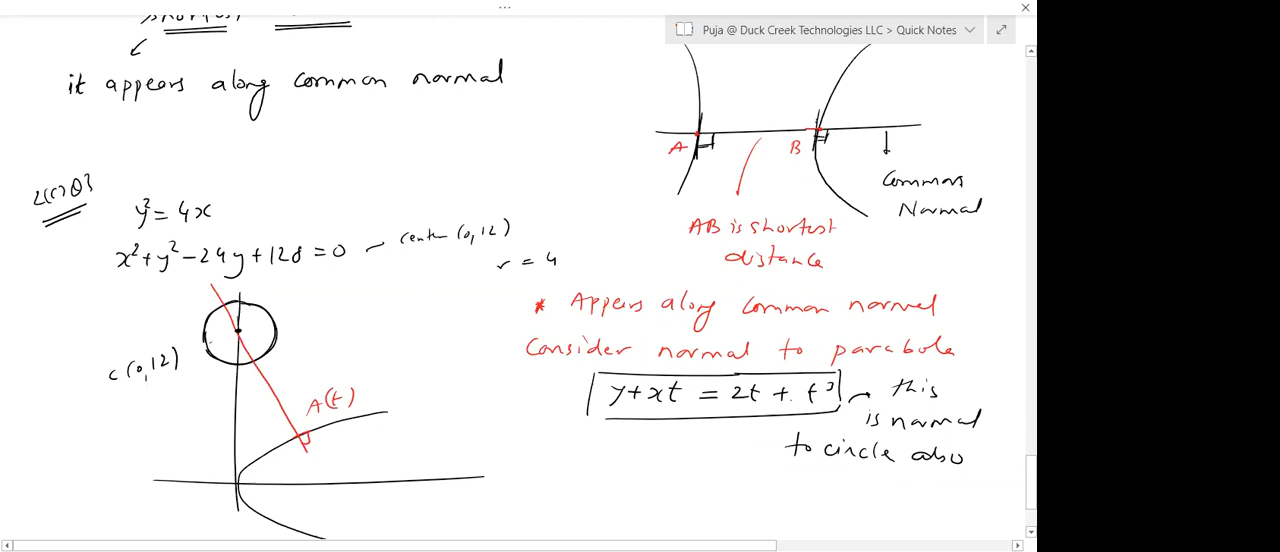 Puja @ Duck Creek Technologies LLC > Quick Notes
shortest
it appears along common normal
A
B
Common
Normal
AB is shortest
distance
y² = 4x
x² + y² - 24y + 128 = 0 ~ center (0,12)
r = 4
c(0,12)
A(t)
* Appears along common normal
Consider normal to parabola
y+xt = 2t + t³ → this
is normal
to circle also